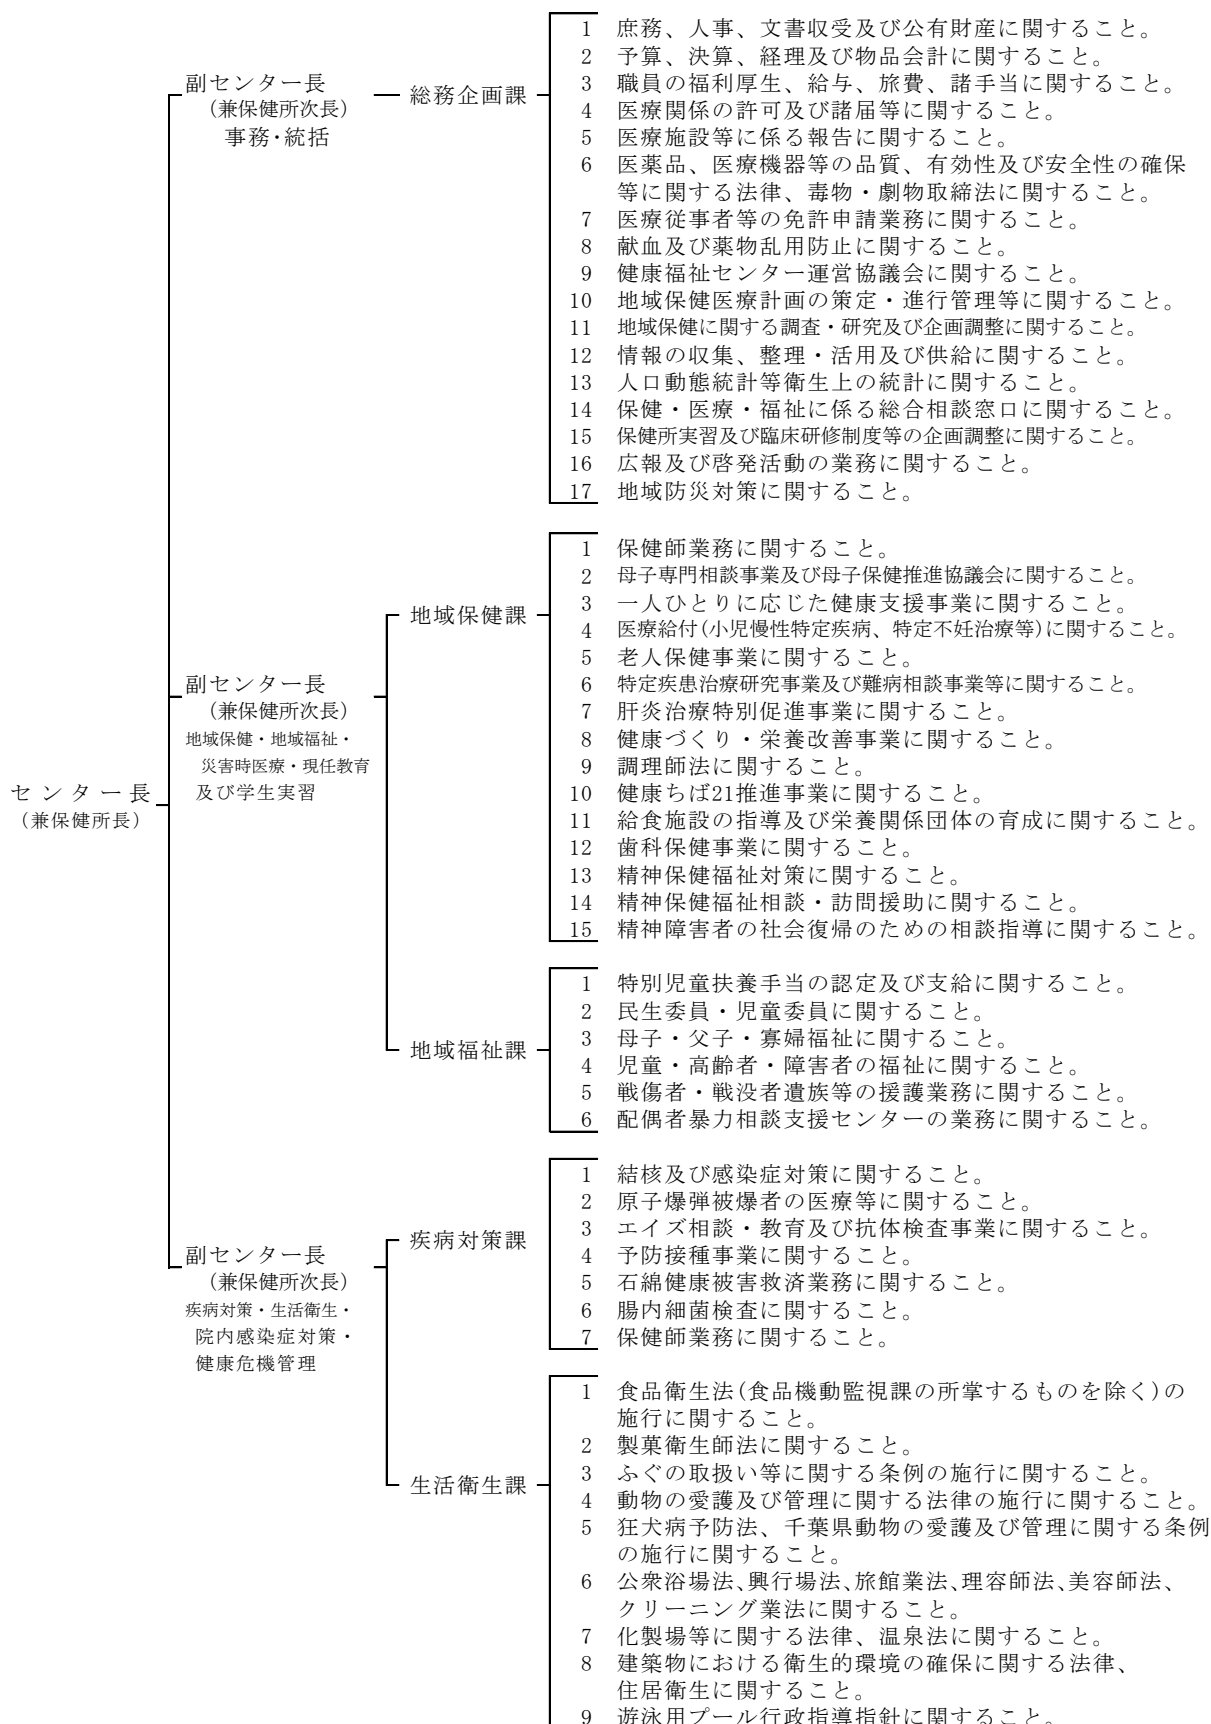 センター長
(兼保健所長)
副センター長
(兼保健所次長)
事務・統括
総務企画課
1 庶務、人事、文書収受及び公有財産に関すること。
2 予算、決算、経理及び物品会計に関すること。
3 職員の福利厚生、給与、旅費、諸手当に関すること。
4 医療関係の許可及び諸届等に関すること。
5 医療施設等に係る報告に関すること。
6 医薬品、医療機器等の品質、有効性及び安全性の確保
等に関する法律、毒物・劇物取締法に関すること。
7 医療従事者等の免許申請業務に関すること。
8 献血及び薬物乱用防止に関すること。
9 健康福祉センター運営協議会に関すること。
10 地域保健医療計画の策定・進行管理等に関すること。
11 地域保健に関する調査・研究及び企画調整に関すること。
12 情報の収集、整理・活用及び供給に関すること。
13 人口動態統計等衛生上の統計に関すること。
14 保健・医療・福祉に係る総合相談窓口に関すること。
15 保健所実習及び臨床研修制度等の企画調整に関すること。
16 広報及び啓発活動の業務に関すること。
17 地域防災対策に関すること。
副センター長
(兼保健所次長)
地域保健・地域福祉・
災害時医療・現任教育
及び学生実習
地域保健課
1 保健師業務に関すること。
2 母子専門相談事業及び母子保健推進協議会に関すること。
3 一人ひとりに応じた健康支援事業に関すること。
4 医療給付(小児慢性特定疾病、特定不妊治療等)に関すること。
5 老人保健事業に関すること。
6 特定疾患治療研究事業及び難病相談事業等に関すること。
7 肝炎治療特別促進事業に関すること。
8 健康づくり・栄養改善事業に関すること。
9 調理師法に関すること。
10 健康ちば21推進事業に関すること。
11 給食施設の指導及び栄養関係団体の育成に関すること。
12 歯科保健事業に関すること。
13 精神保健福祉対策に関すること。
14 精神保健福祉相談・訪問援助に関すること。
15 精神障害者の社会復帰のための相談指導に関すること。
地域福祉課
1 特別児童扶養手当の認定及び支給に関すること。
2 民生委員・児童委員に関すること。
3 母子・父子・寡婦福祉に関すること。
4 児童・高齢者・障害者の福祉に関すること。
5 戦傷者・戦没者遺族等の援護業務に関すること。
6 配偶者暴力相談支援センターの業務に関すること。
副センター長
(兼保健所次長)
疾病対策・生活衛生・
院内感染症対策・
健康危機管理
疾病対策課
1 結核及び感染症対策に関すること。
2 原子爆弾被爆者の医療等に関すること。
3 エイズ相談・教育及び抗体検査事業に関すること。
4 予防接種事業に関すること。
5 石綿健康被害救済業務に関すること。
6 腸内細菌検査に関すること。
7 保健師業務に関すること。
生活衛生課
1 食品衛生法(食品機動監視課の所掌するものを除く)の
施行に関すること。
2 製菓衛生師法に関すること。
3 ふぐの取扱い等に関する条例の施行に関すること。
4 動物の愛護及び管理に関する法律の施行に関すること。
5 狂犬病予防法、千葉県動物の愛護及び管理に関する条例
の施行に関すること。
6 公衆浴場法、興行場法、旅館業法、理容師法、美容師法、
クリーニング業法に関すること。
7 化製場等に関する法律、温泉法に関すること。
8 建築物における衛生的環境の確保に関する法律、
住居衛生に関すること。
9 遊泳用プール行政指導指針に関すること。